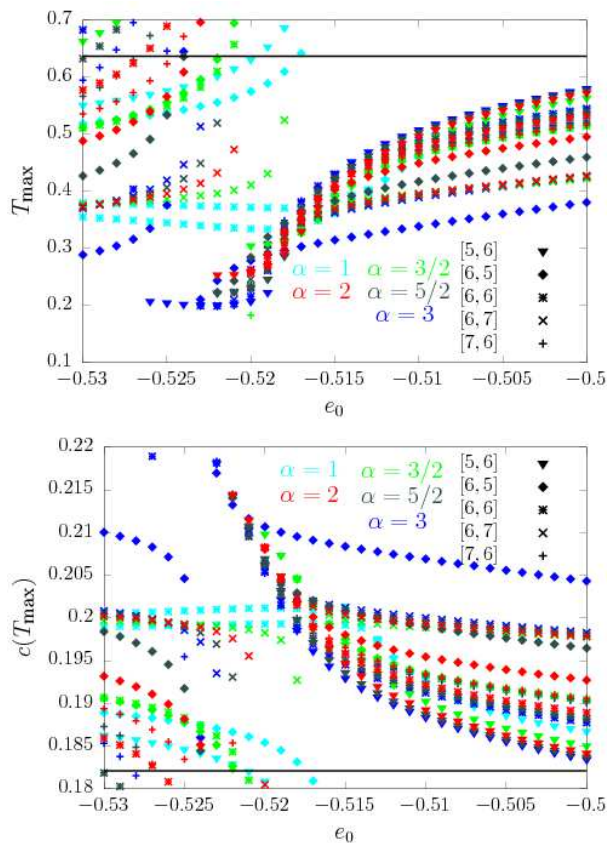 0.7
0.6
0.5
0.4
0.3
0.2
0.1
T_max
α = 1 α = 3/2
α = 2 α = 5/2
α = 3
[5, 6]
[6, 5]
[6, 6]
[6, 7]
[7, 6]
−0.53 −0.525 −0.52 −0.515 −0.51 −0.505 −0.5
e_0
0.22
0.215
0.21
0.205
0.2
0.195
0.19
0.185
0.18
c(T_max)
α = 1 α = 3/2
α = 2 α = 5/2
α = 3
[5, 6]
[6, 5]
[6, 6]
[6, 7]
[7, 6]
−0.53 −0.525 −0.52 −0.515 −0.51 −0.505 −0.5
e_0